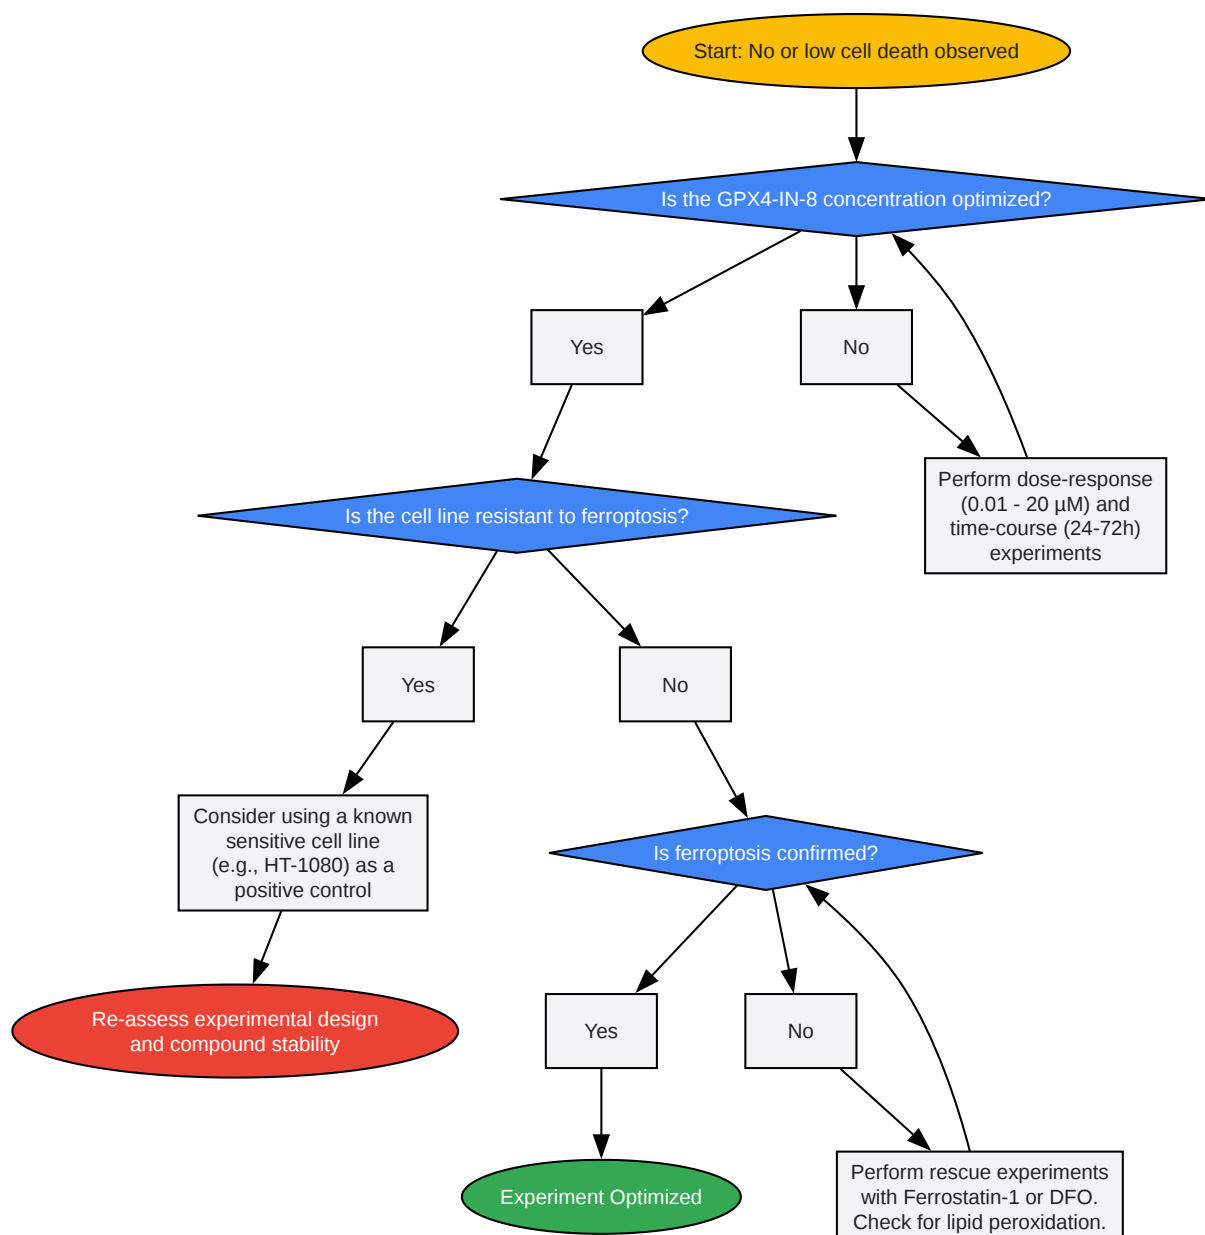 Start: No or low cell death observed
Is the GPX4-IN-8 concentration optimized?
Yes
No
Perform dose-response
(0.01 - 20 µM) and
time-course (24-72h)
experiments
Is the cell line resistant to ferroptosis?
Yes
No
Consider using a known
sensitive cell line
(e.g., HT-1080) as a
positive control
Is ferroptosis confirmed?
Re-assess experimental design
and compound stability
Yes
No
Experiment Optimized
Perform rescue experiments
with Ferrostatin-1 or DFO.
Check for lipid peroxidation.